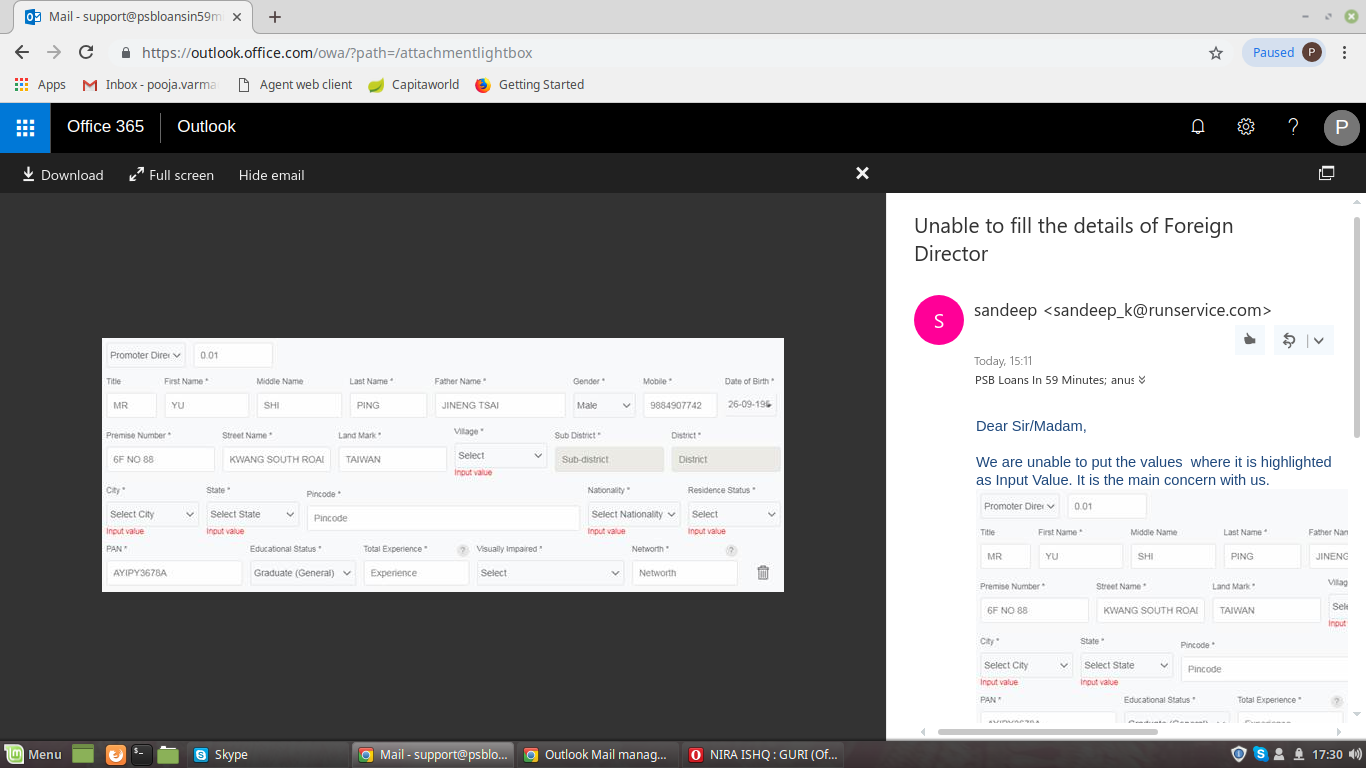 Mail - support@psbloansin59m
https://outlook.office.com/owa/?path=/attachmentlightbox
Paused P
Apps Inbox - pooja.varma Agent web client Capitaworld Getting Started
Office 365 Outlook ? P
Download Full screen Hide email
Unable to fill the details of Foreign
Director
S
sandeep <sandeep_k@runservice.com>
Today, 15:11
PSB Loans In 59 Minutes; anus
Dear Sir/Madam,
We are unable to put the values where it is highlighted
as Input Value. It is the main concern with us.
Promoter Dire 0.01
Title First Name * Middle Name Last Name * Father Name * Gender * Mobile * Date of Birth *
MR YU SHI PING JINENG TSAI Male 9884907742 26-09-196
Premise Number * Street Name * Land Mark * Village * Sub District * District *
6F NO 88 KWANG SOUTH ROAI TAIWAN Select Sub-district District
Input value
City * State * Pincode * Nationality * Residence Status *
Select City Select State Pincode Select Nationality Select
Input value Input value Input value Input value
PAN * Educational Status * Total Experience * ? Visually Impaired * Networth * ?
AYIPY3678A Graduate (General) Experience Select Networth
Promoter Dire 0.01
Title First Name * Middle Name Last Name * Father Nan
MR YU SHI PING JINENG
Premise Number * Street Name * Land Mark * Villag
6F NO 88 KWANG SOUTH ROAI TAIWAN Sele
Input
City * State * Pincode *
Select City Select State Pincode
Input value Input value
PAN * Educational Status * Total Experience * ?
AYIPY3678A Graduate (General) Experience
Menu Skype Mail - support@psblo... Outlook Mail manag... NIRA ISHQ : GURI (Of... 17:30